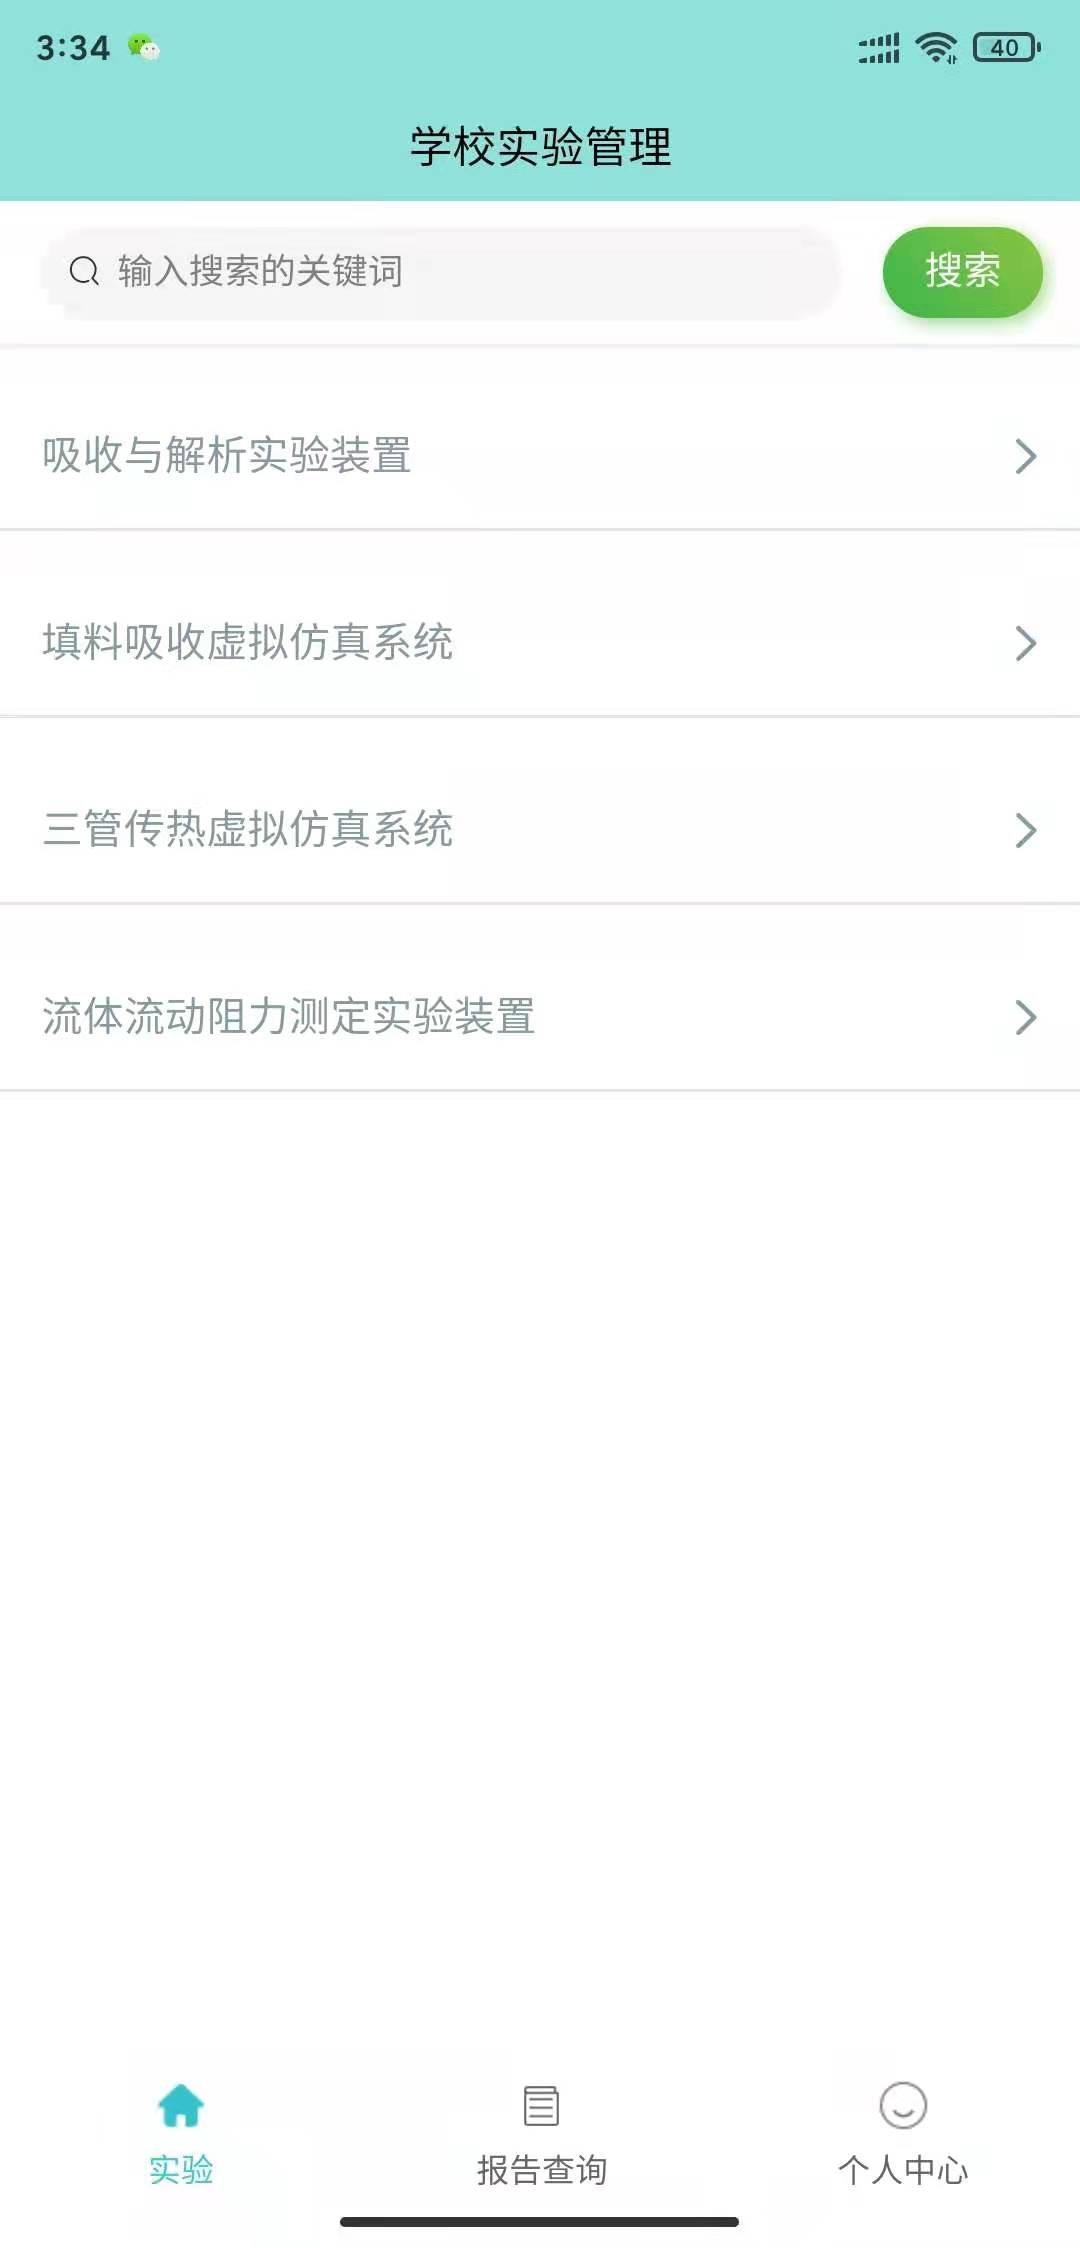 3:34
40
学校实验管理
输入搜索的关键词
搜索
吸收与解析实验装置
填料吸收虚拟仿真系统
三管传热虚拟仿真系统
流体流动阻力测定实验装置
实验
报告查询
个人中心